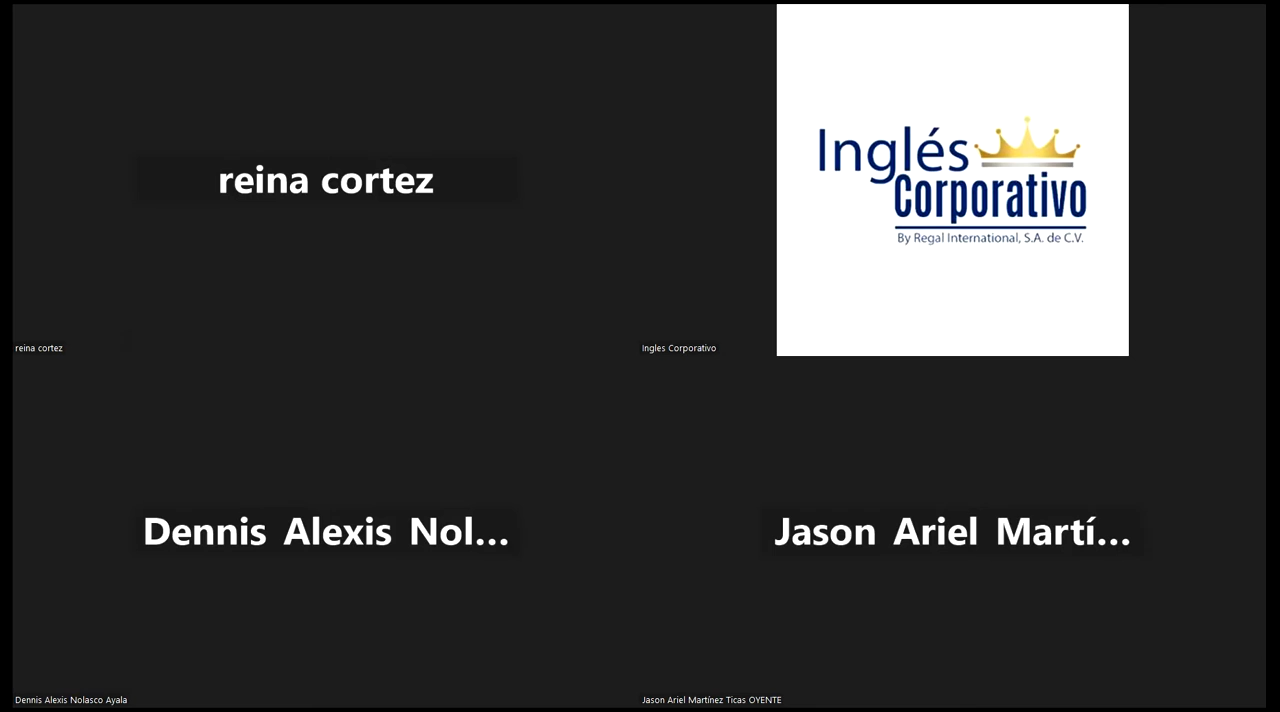 reina cortez
Inglés
Corporativo
By Regal International, S.A. de C.V.
reina cortez
Ingles Corporativo
Dennis Alexis Nol...
Jason Ariel Martí...
Dennis Alexis Nolasco Ayala
Jason Ariel Martínez Ticas OYENTE